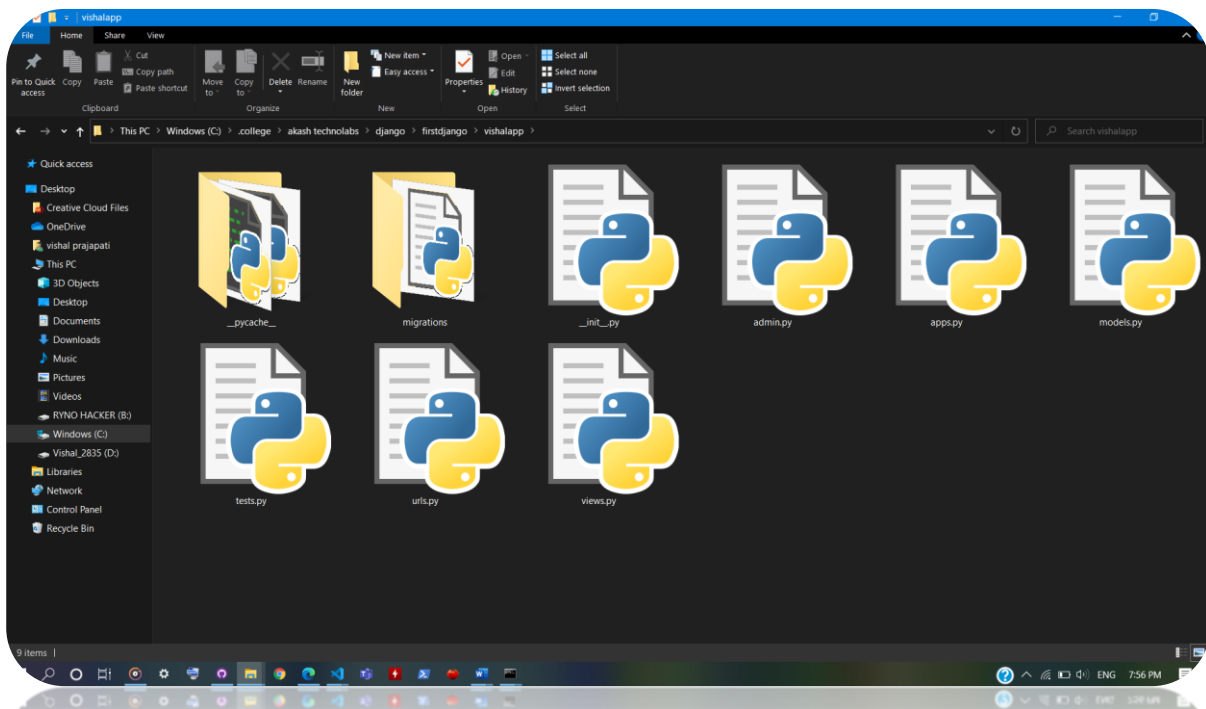 vishalapp
File Home Share View
Pin to Quick access
Copy
Paste
Cut
Copy path
Paste shortcut
Clipboard
Move to
Copy to
Delete
Rename
Organize
New folder
New item
Easy access
New
Properties
Open
Edit
History
Open
Select all
Select none
Invert selection
Select
This PC > Windows (C:) > .college > akash technolabs > django > firstdjango > vishalapp >
Search vishalapp
Quick access
Desktop
Creative Cloud Files
OneDrive
vishal prajapati
This PC
3D Objects
Desktop
Documents
Downloads
Music
Pictures
Videos
RYNO HACKER (B:)
Windows (C:)
Vishal_2835 (D:)
Libraries
Network
Control Panel
Recycle Bin
__pycache__ migrations __init__.py admin.py apps.py models.py
tests.py urls.py views.py
9 items
ENG 7:56 PM